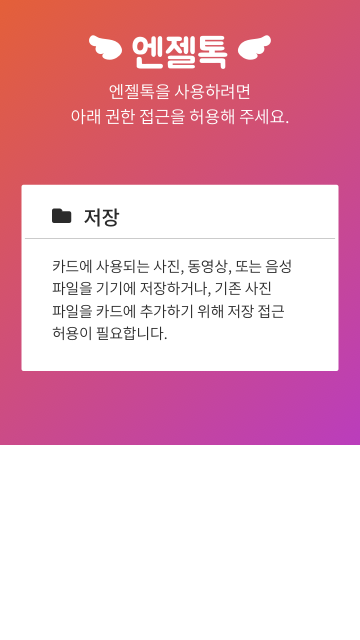 엔젤톡
엔젤톡을 사용하려면
아래 권한 접근을 허용해 주세요.
저장
카드에 사용되는 사진, 동영상, 또는 음성
파일을 기기에 저장하거나, 기존 사진
파일을 카드에 추가하기 위해 저장 접근
허용이 필요합니다.